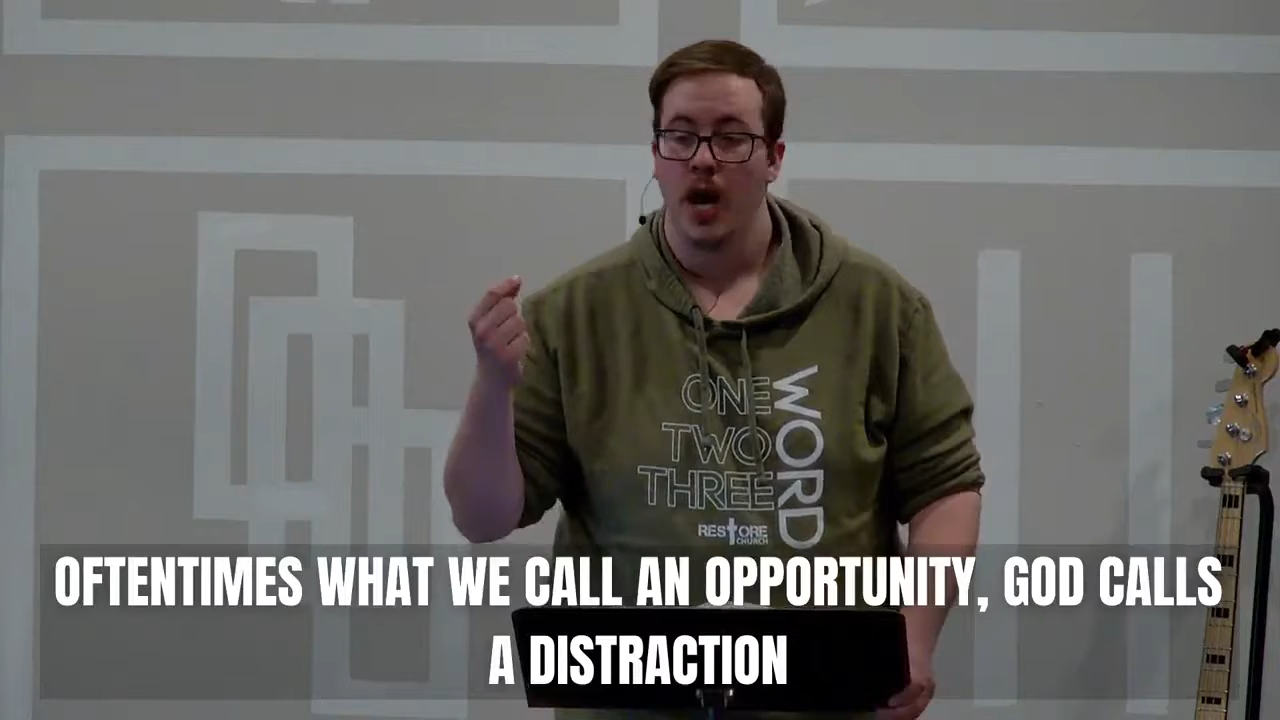 ONE
TWO
THREE
WORD
RESTORE
CHURCH
OFTENTIMES WHAT WE CALL AN OPPORTUNITY, GOD CALLS
A DISTRACTION